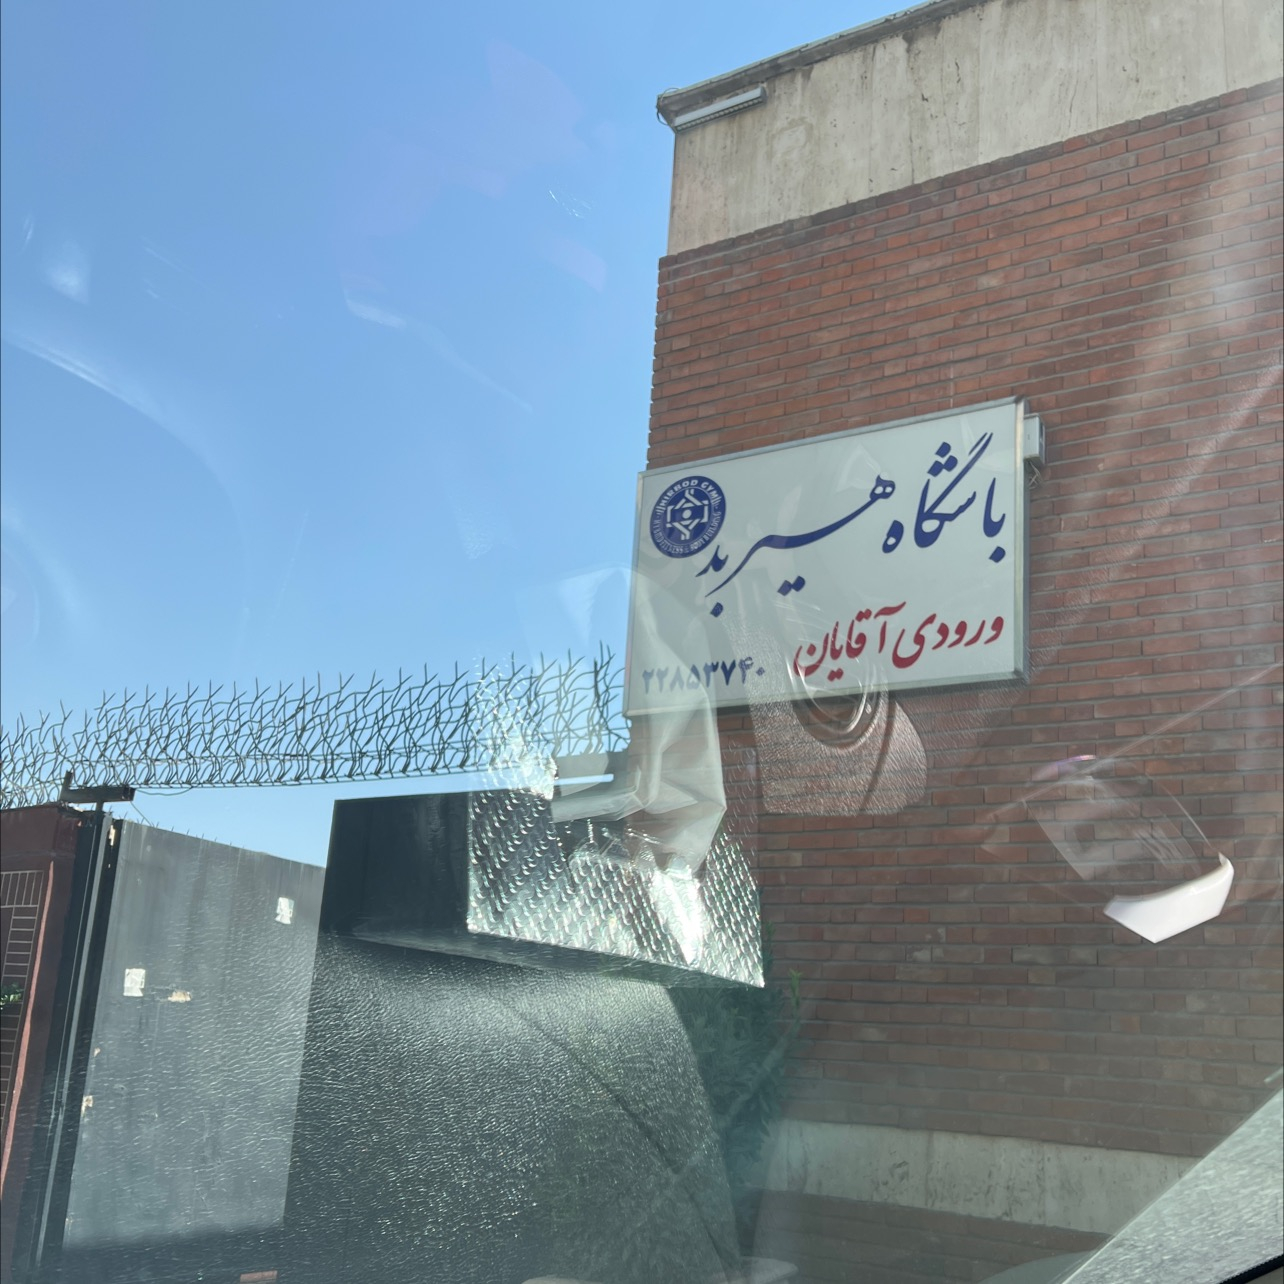 باشگاه هیربد
ورودی آقایان
۲۲۸۵۳۷۴۰